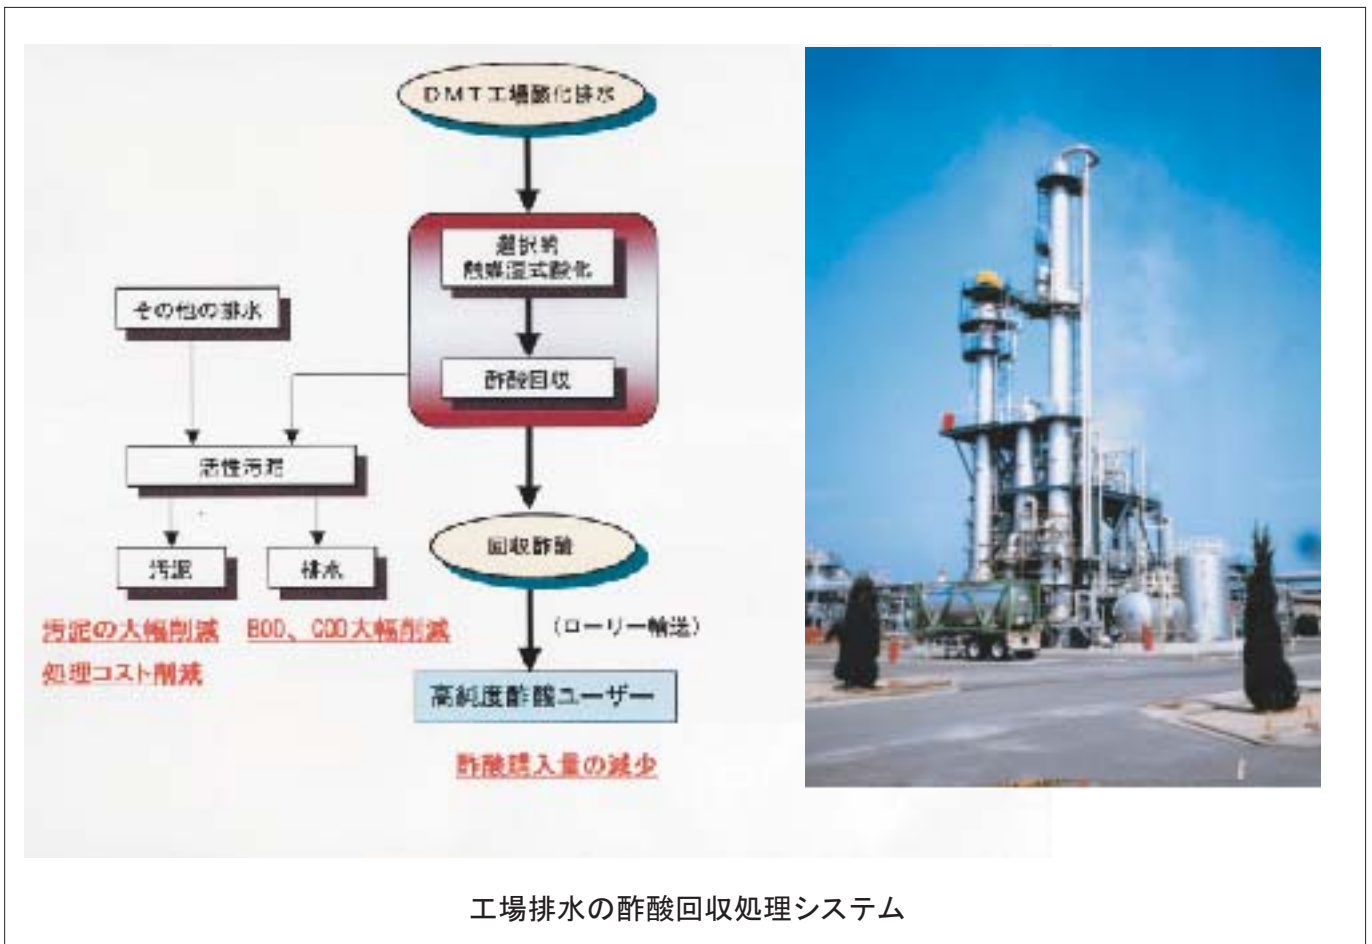 DMT工場酸化排水
選択的
触媒湿式酸化
その他の排水
酢酸回収
活性汚泥
回収酢酸
汚泥
排水
(ローリー輸送)
汚泥の大幅削減
BOD、COD大幅削減
処理コスト削減
高純度酢酸ユーザー
酢酸購入量の減少
工場排水の酢酸回収処理システム